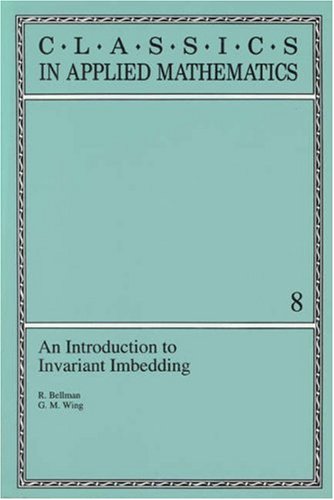 C·L·A·S·S·I·C·S
IN APPLIED MATHEMATICS
8
An Introduction to
Invariant Imbedding
R. Bellman
G. M. Wing